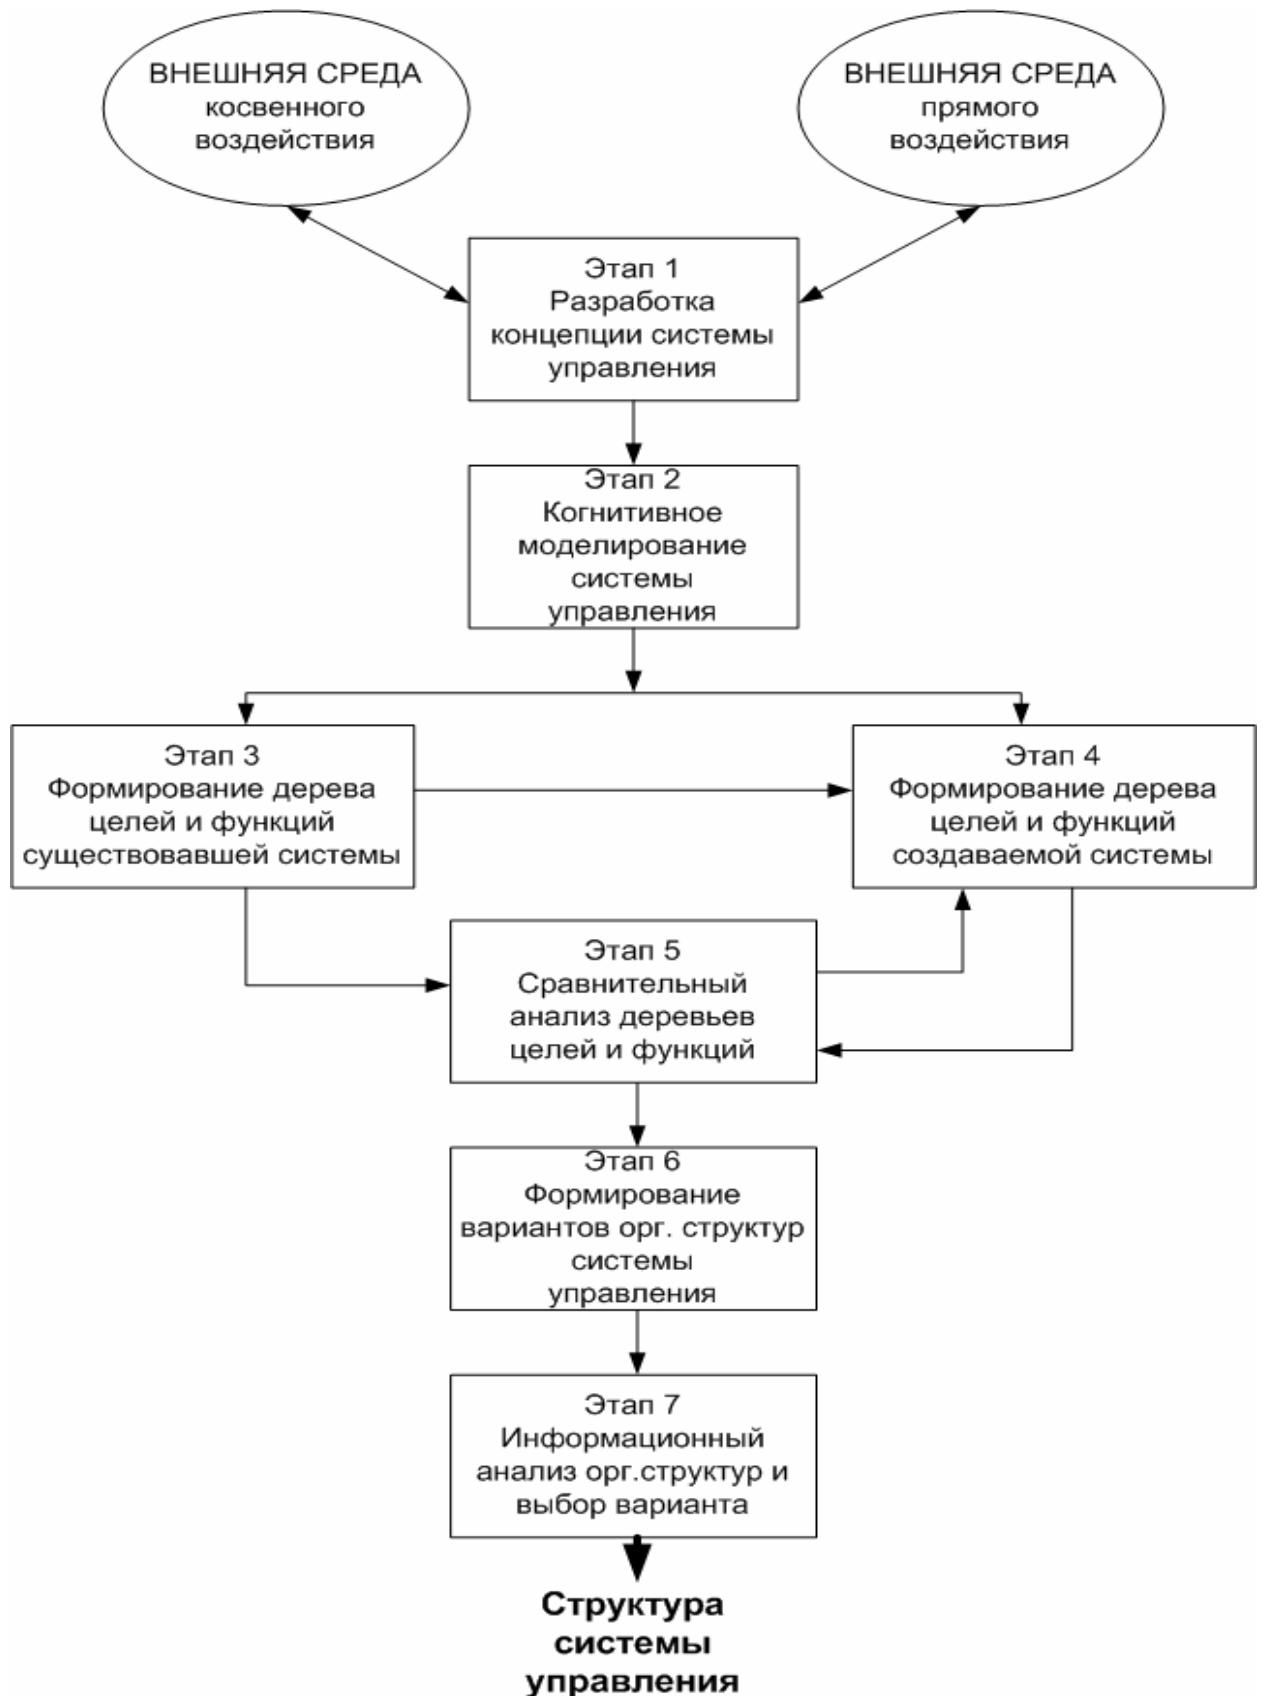 ВНЕШНЯЯ СРЕДА
косвенного
воздействия
ВНЕШНЯЯ СРЕДА
прямого
воздействия
Этап 1
Разработка
концепции системы
управления
Этап 2
Когнитивное
моделирование
системы
управления
Этап 3
Формирование дерева
целей и функций
существовавшей системы
Этап 4
Формирование дерева
целей и функций
создаваемой системы
Этап 5
Сравнительный
анализ деревьев
целей и функций
Этап 6
Формирование
вариантов орг. структур
системы
управления
Этап 7
Информационный
анализ орг.структур и
выбор варианта
Структура
системы
управления